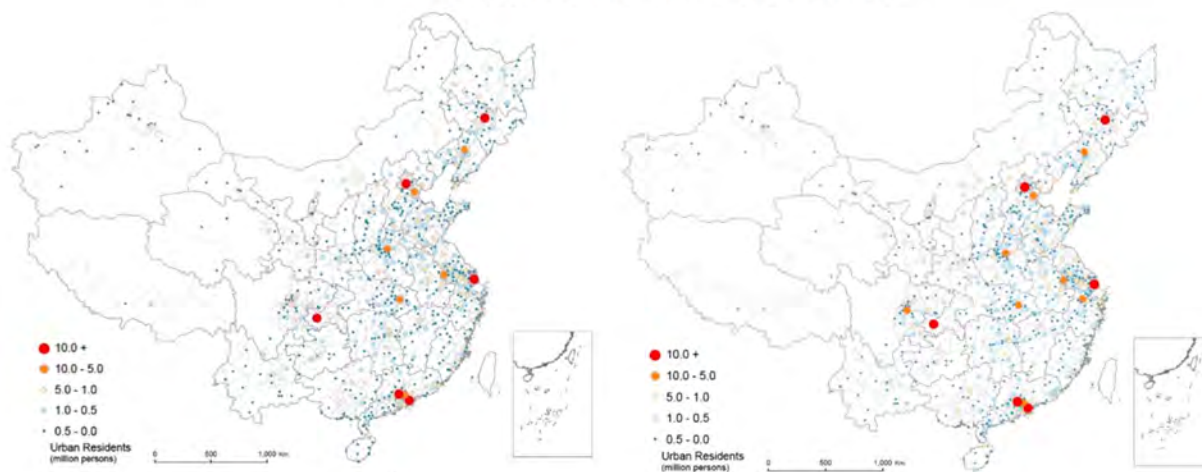 10.0 +
10.0 - 5.0
5.0 - 1.0
1.0 - 0.5
0.5 - 0.0
Urban Residents
(million persons)
0 500 1,000 Km
10.0 +
10.0 - 5.0
5.0 - 1.0
1.0 - 0.5
0.5 - 0.0
Urban Residents
(million persons)
0 500 1,000 Km